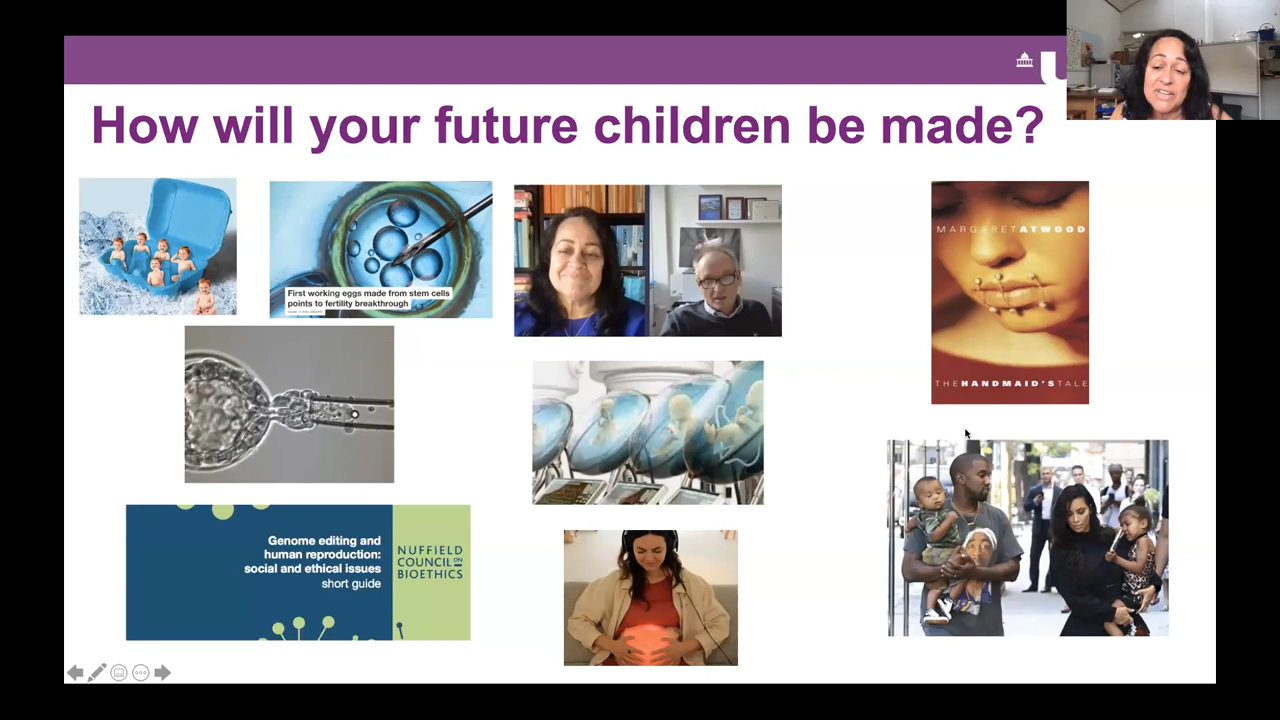 How will your future children be made?
First working eggs made from stem cells
points to fertility breakthrough
MARGARET ATWOOD
THE HANDMAID'S TALE
Genome editing and
human reproduction:
social and ethical issues
short guide
NUFFIELD
COUNCIL ON
BIOETHICS